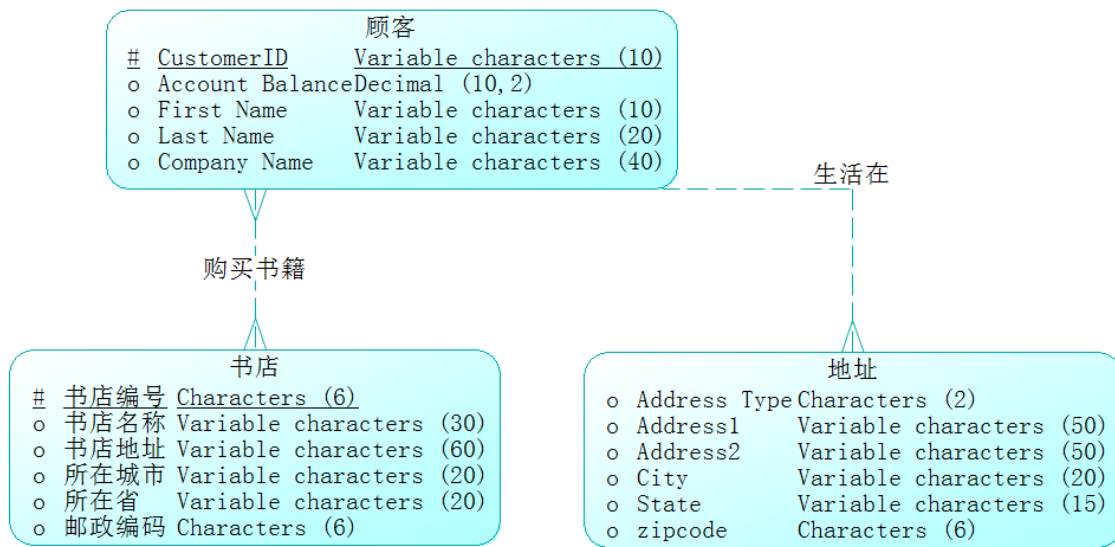 顾客
# CustomerID Variable characters (10)
o Account Balance Decimal (10,2)
o First Name Variable characters (10)
o Last Name Variable characters (20)
o Company Name Variable characters (40)
生活在
购买书籍
书店
# 书店编号 Characters (6)
o 书店名称 Variable characters (30)
o 书店地址 Variable characters (60)
o 所在城市 Variable characters (20)
o 所在省 Variable characters (20)
o 邮政编码 Characters (6)
地址
o Address Type Characters (2)
o Address1 Variable characters (50)
o Address2 Variable characters (50)
o City Variable characters (20)
o State Variable characters (15)
o zipcode Characters (6)